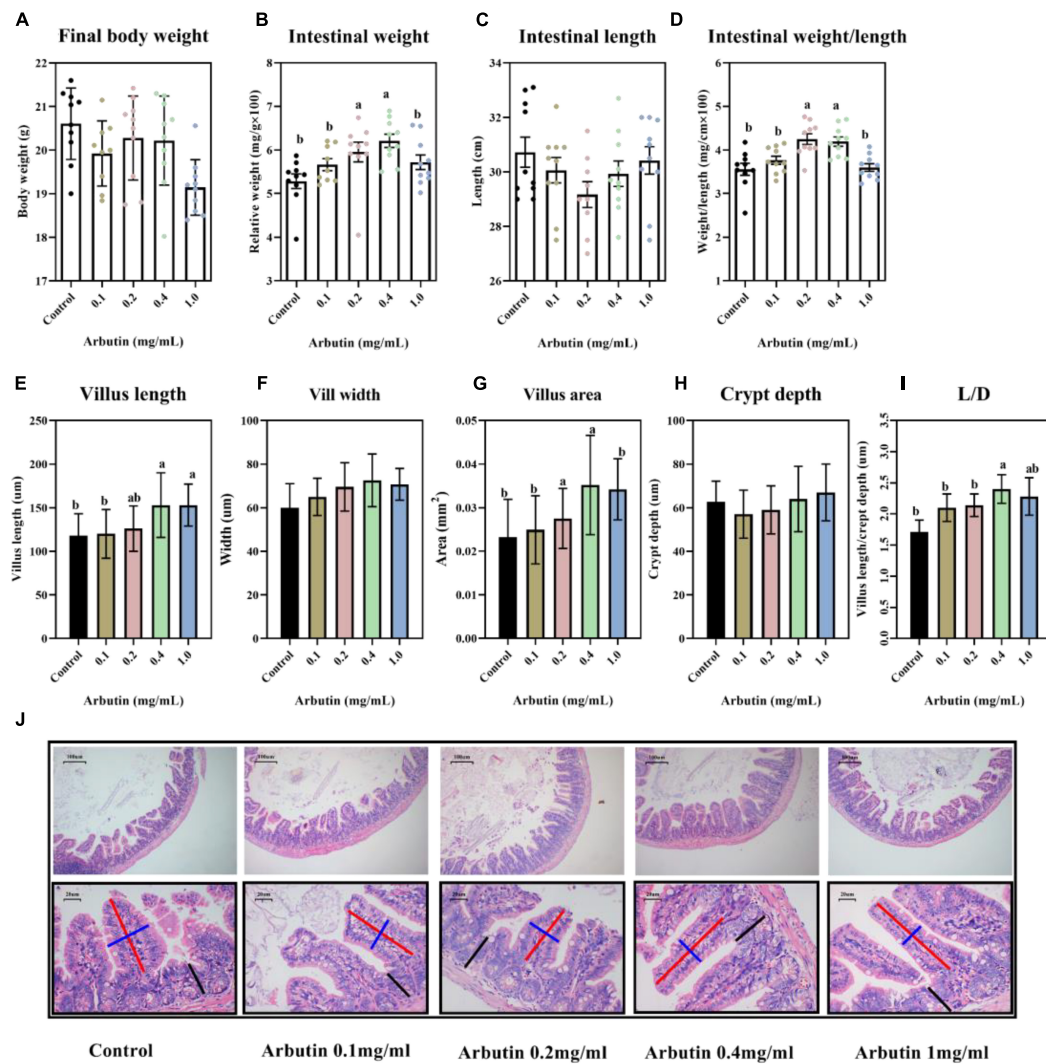 A Final body weight
Body weight (g)
22
21
20
19
18
17
Control 0.1 0.2 0.4 1.0
Arbutin (mg/mL)
B Intestinal weight
Relative weight (mg/g×100)
8
7
6
5
4
3
b b a a b
Control 0.1 0.2 0.4 1.0
Arbutin (mg/mL)
C Intestinal length
Length (cm)
34
32
30
28
26
Control 0.1 0.2 0.4 1.0
Arbutin (mg/mL)
D Intestinal weight/length
Weight/length (mg/cm×100)
6
5
4
3
2
1
b b a a b
Control 0.1 0.2 0.4 1.0
Arbutin (mg/mL)
E Villus length
Villus length (um)
250
200
150
100
50
0
b b ab a a
Control 0.1 0.2 0.4 1.0
Arbutin (mg/mL)
F Vill width
Width (um)
100
80
60
40
20
0
Control 0.1 0.2 0.4 1.0
Arbutin (mg/mL)
G Villus area
Area (mm²)
0.05
0.04
0.03
0.02
0.01
0.00
b b a a b
Control 0.1 0.2 0.4 1.0
Arbutin (mg/mL)
H Crypt depth
Crypt depth (um)
100
80
60
40
20
0
Control 0.1 0.2 0.4 1.0
Arbutin (mg/mL)
I L/D
Villus length/crept depth (um)
3.5
3.0
2.5
2.0
1.5
1.0
0.5
0.0
b b b a ab
Control 0.1 0.2 0.4 1.0
Arbutin (mg/mL)
J
100um 100um 100um 100um 100um
20um 20um 20um 20um 20um
Control Arbutin 0.1mg/ml Arbutin 0.2mg/ml Arbutin 0.4mg/ml Arbutin 1mg/ml